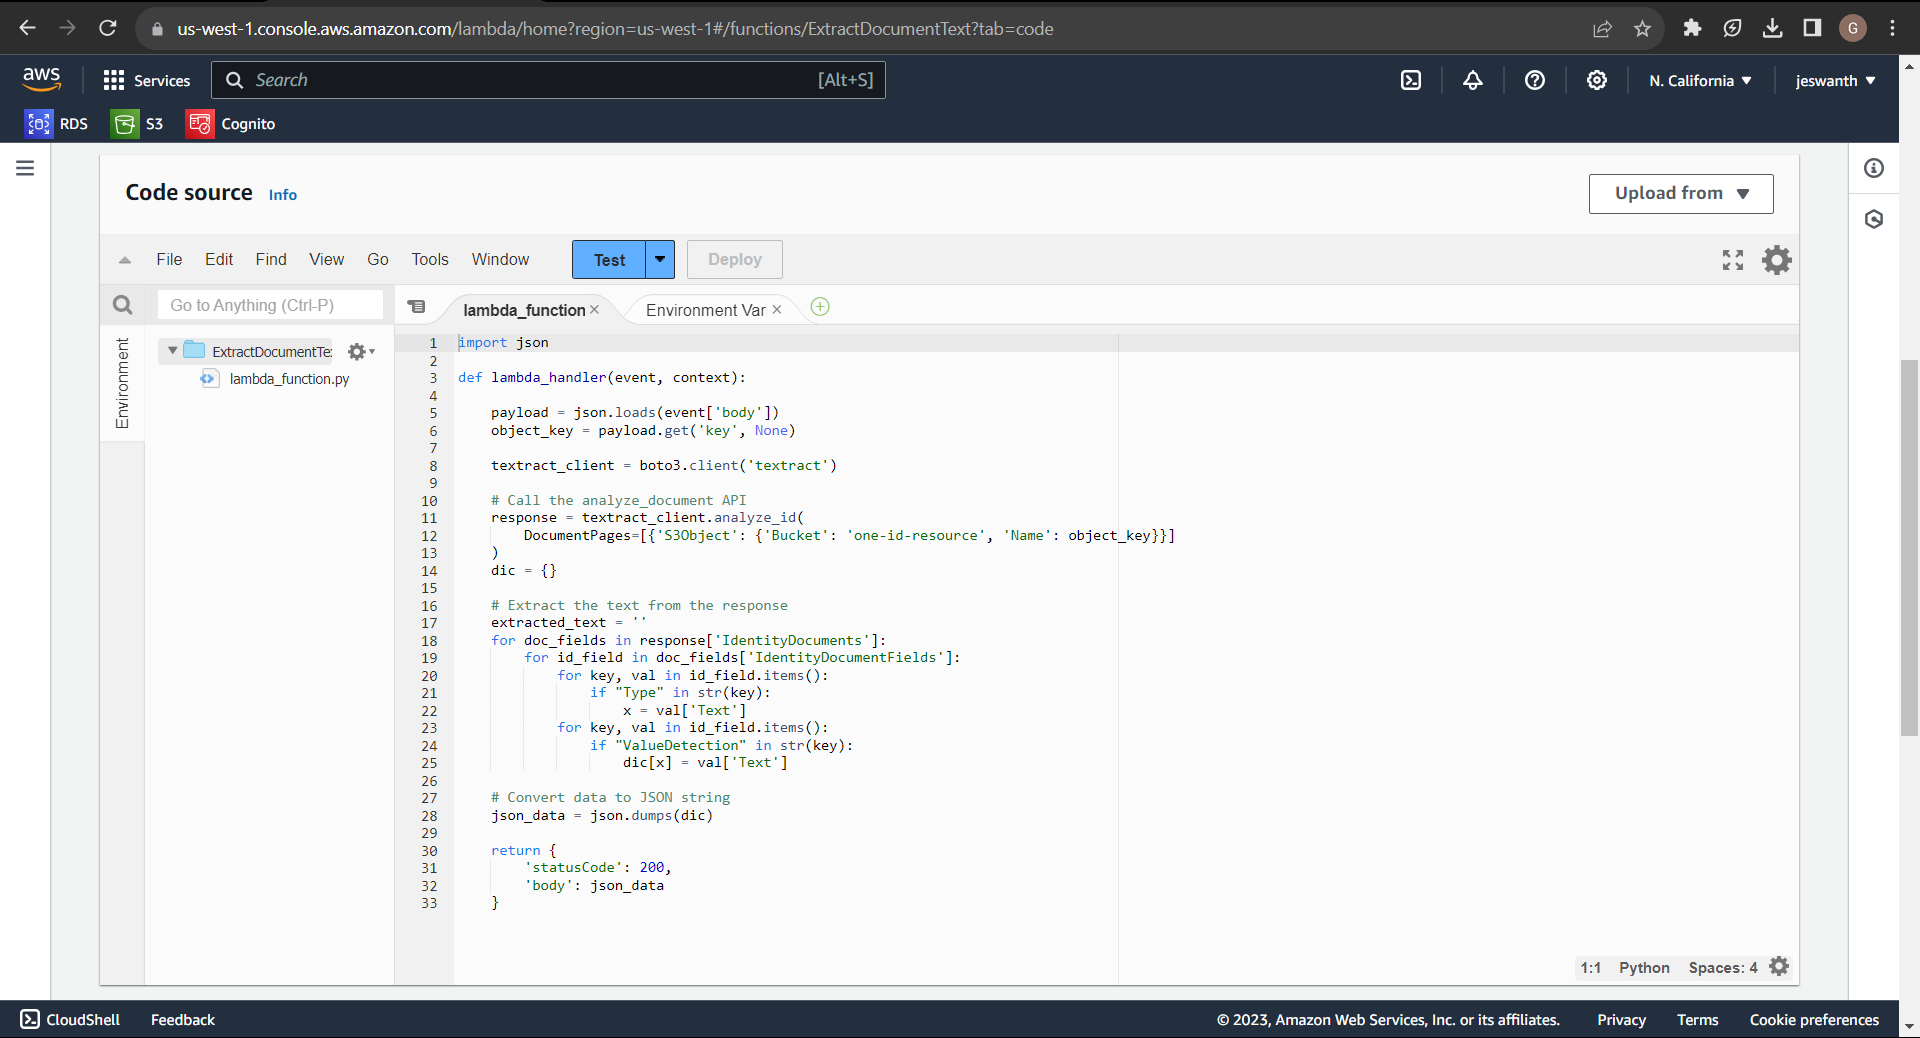 us-west-1.console.aws.amazon.com/lambda/home?region=us-west-1#/functions/ExtractDocumentText?tab=code
G
aws
Services
Search
[Alt+S]
N. California
jeswanth
RDS
S3
Cognito
Code source Info
Upload from
File Edit Find View Go Tools Window
Test
Deploy
Go to Anything (Ctrl-P)
lambda_function
Environment Var
Environment
ExtractDocumentTe
lambda_function.py
1 import json
2
3 def lambda_handler(event, context):
4
5     payload = json.loads(event['body'])
6     object_key = payload.get('key', None)
7
8     textract_client = boto3.client('textract')
9
10     # Call the analyze_document API
11     response = textract_client.analyze_id(
12         DocumentPages=[{'S3Object': {'Bucket': 'one-id-resource', 'Name': object_key}}]
13     )
14     dic = {}
15
16     # Extract the text from the response
17     extracted_text = ''
18     for doc_fields in response['IdentityDocuments']:
19         for id_field in doc_fields['IdentityDocumentFields']:
20             for key, val in id_field.items():
21                 if "Type" in str(key):
22                     x = val['Text']
23             for key, val in id_field.items():
24                 if "ValueDetection" in str(key):
25                     dic[x] = val['Text']
26
27     # Convert data to JSON string
28     json_data = json.dumps(dic)
29
30     return {
31         'statusCode': 200,
32         'body': json_data
33     }
1:1 Python Spaces: 4
CloudShell
Feedback
© 2023, Amazon Web Services, Inc. or its affiliates.
Privacy
Terms
Cookie preferences